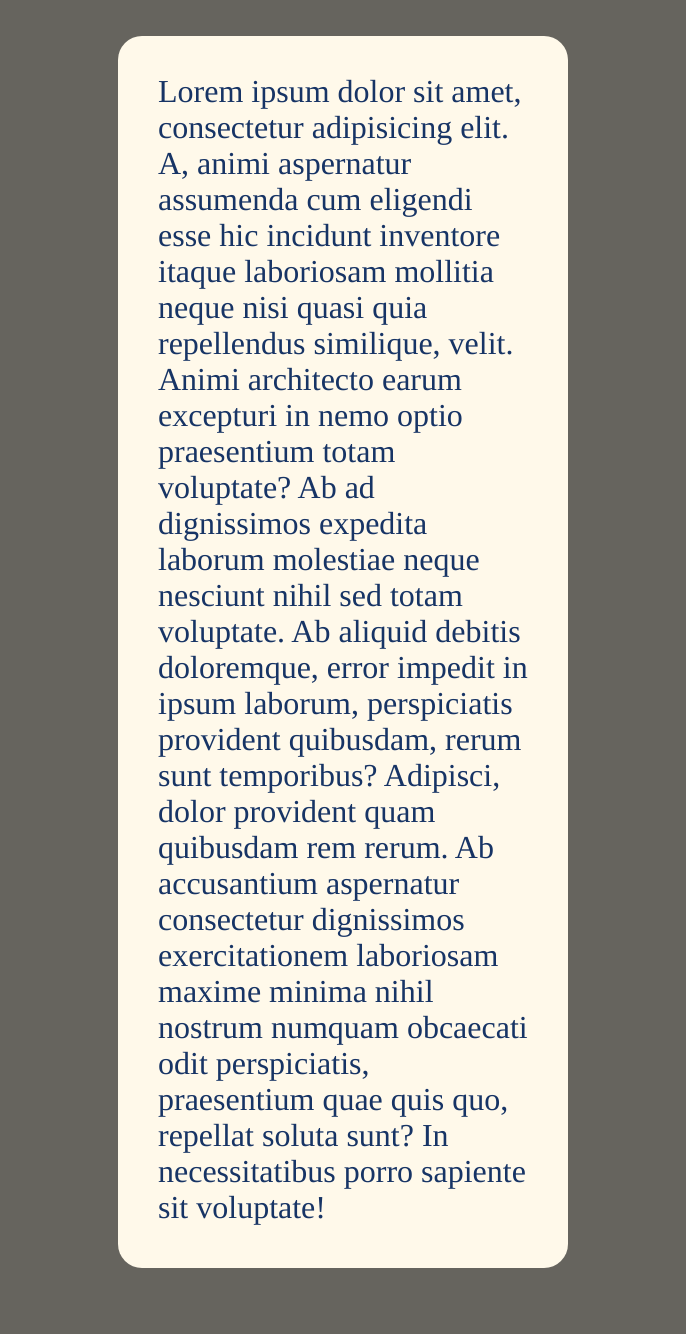 Lorem ipsum dolor sit amet,
consectetur adipisicing elit.
A, animi aspernatur
assumenda cum eligendi
esse hic incidunt inventore
itaque laboriosam mollitia
neque nisi quasi quia
repellendus similique, velit.
Animi architecto earum
excepturi in nemo optio
praesentium totam
voluptate? Ab ad
dignissimos expedita
laborum molestiae neque
nesciunt nihil sed totam
voluptate. Ab aliquid debitis
doloremque, error impedit in
ipsum laborum, perspiciatis
provident quibusdam, rerum
sunt temporibus? Adipisci,
dolor provident quam
quibusdam rem rerum. Ab
accusantium aspernatur
consectetur dignissimos
exercitationem laboriosam
maxime minima nihil
nostrum numquam obcaecati
odit perspiciatis,
praesentium quae quis quo,
repellat soluta sunt? In
necessitatibus porro sapiente
sit voluptate!